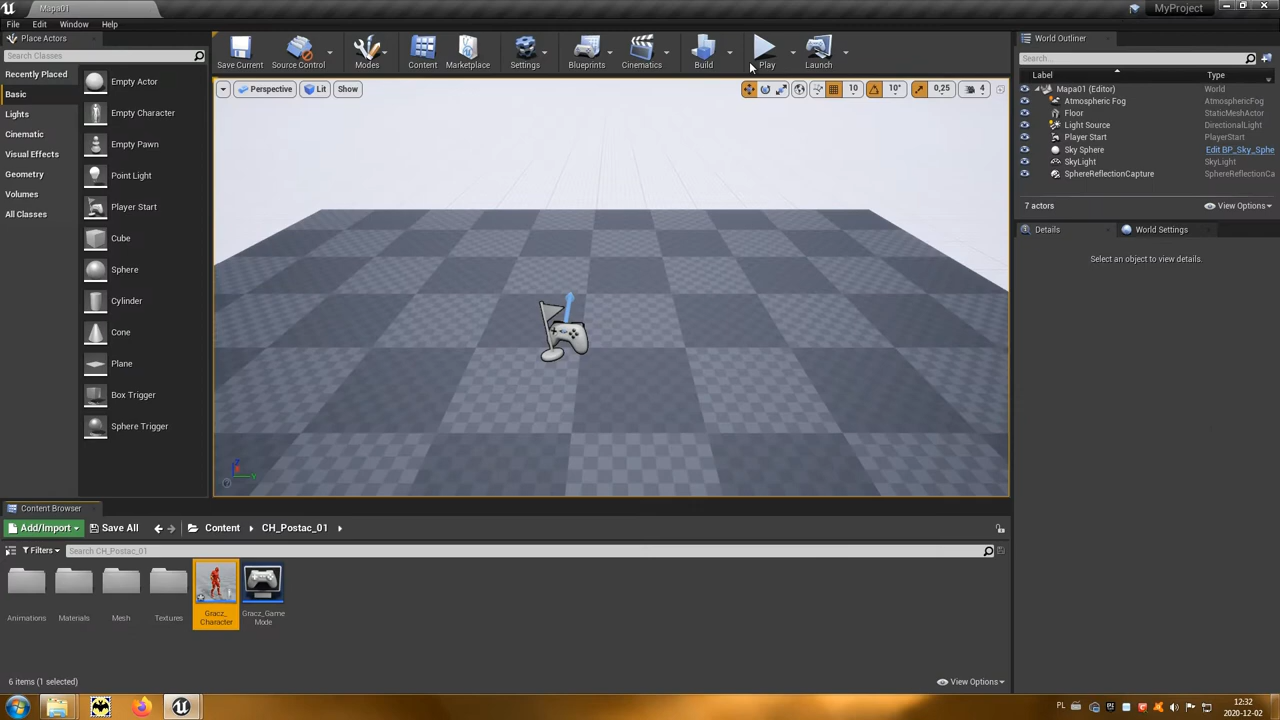 Mapa01
MyProject
File Edit Window Help
Place Actors
Search Classes
Recently Placed
Basic
Lights
Cinematic
Visual Effects
Geometry
Volumes
All Classes
Empty Actor
Empty Character
Empty Pawn
Point Light
Player Start
Cube
Sphere
Cylinder
Cone
Plane
Box Trigger
Sphere Trigger
Save Current Source Control Modes Content Marketplace Settings Blueprints Cinematics Build Play Launch
Perspective Lit Show 10 10° 0,25 4
Z
Y
World Outliner
Search...
Label Type
Mapa01 (Editor) World
Atmospheric Fog AtmosphericFog
Floor StaticMeshActor
Light Source DirectionalLight
Player Start PlayerStart
Sky Sphere Edit BP_Sky_Sphe
SkyLight SkyLight
SphereReflectionCapture SphereReflectionCa
7 actors View Options
Details World Settings
Select an object to view details.
Content Browser
Add/Import Save All Content CH_Postac_01
Filters Search CH_Postac_01
Animations
Materials
Mesh
Textures
Gracz_
Character
Gracz_Game
Mode
6 items (1 selected) View Options
PL 12:32
2020-12-02